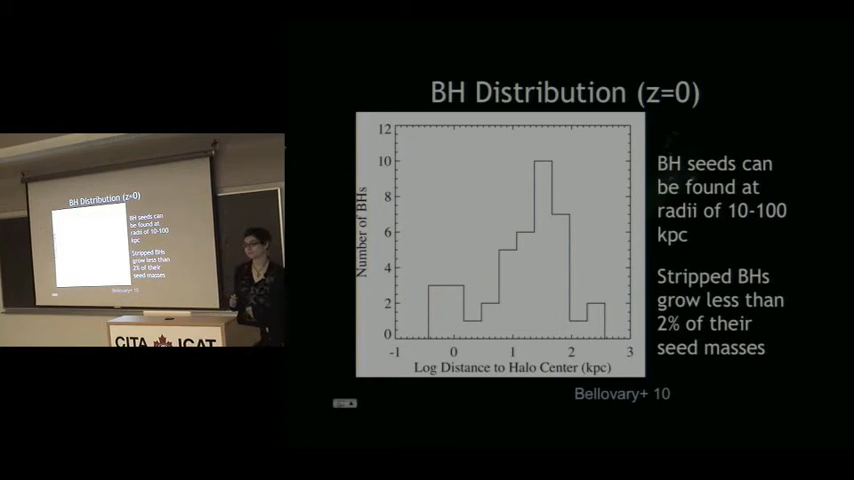 BH Distribution (z=0)
12
10
8
6
4
2
0
Number of BHs
-1
0
1
2
3
Log Distance to Halo Center (kpc)
BH seeds can
be found at
radii of 10-100
kpc
Stripped BHs
grow less than
2% of their
seed masses
Bellovary+ 10
BH Distribution (z=0)
BH seeds can
be found at
radii of 10-100
kpc
Stripped BHs
grow less than
2% of their
seed masses
Bellovary+ 10
CITA ICAT